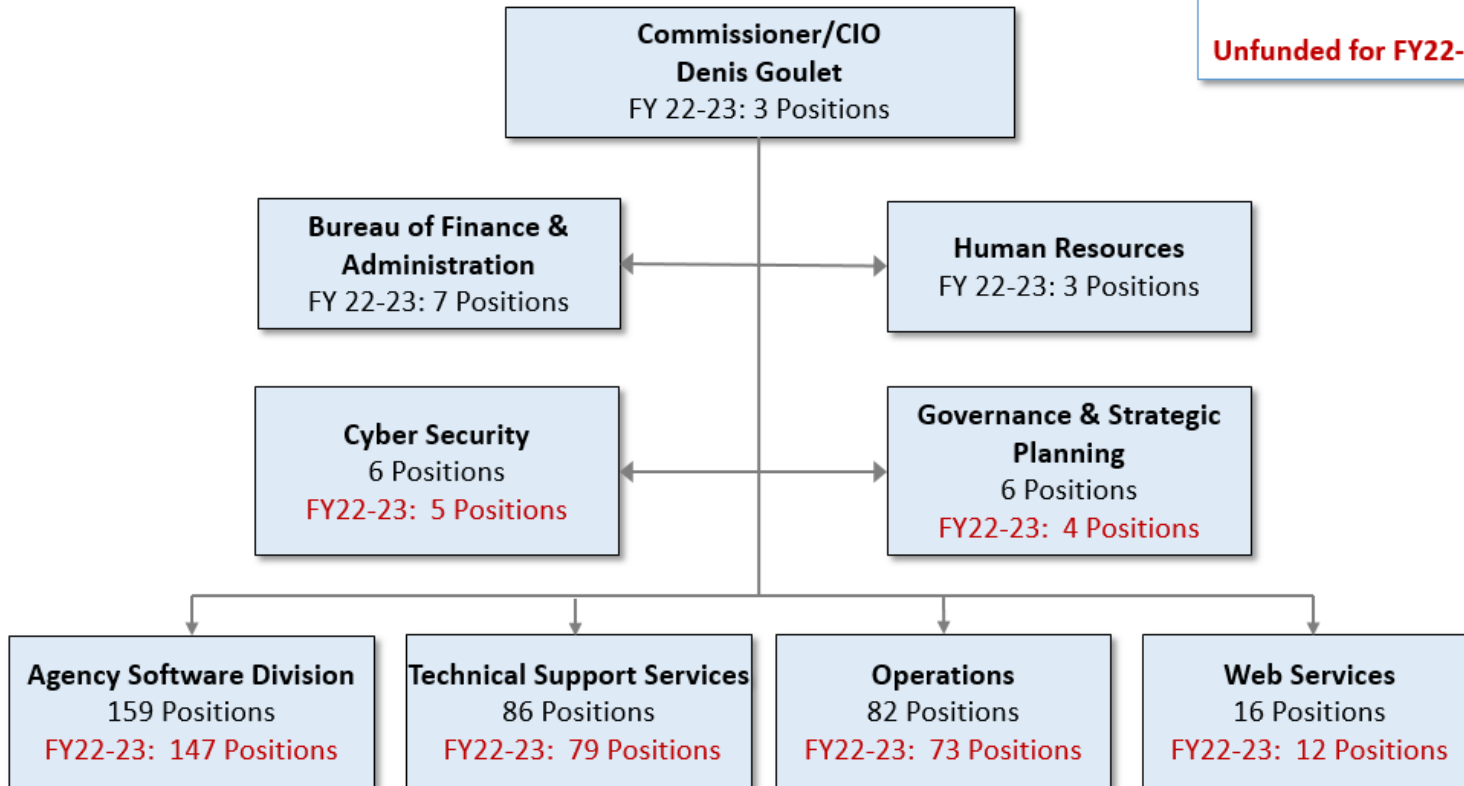 Commissioner/CIO
Denis Goulet
FY 22-23: 3 Positions
Unfunded for FY22-
Bureau of Finance &
Administration
FY 22-23: 7 Positions
Human Resources
FY 22-23: 3 Positions
Cyber Security
6 Positions
FY22-23: 5 Positions
Governance & Strategic
Planning
6 Positions
FY22-23: 4 Positions
Agency Software Division
159 Positions
FY22-23: 147 Positions
Technical Support Services
86 Positions
FY22-23: 79 Positions
Operations
82 Positions
FY22-23: 73 Positions
Web Services
16 Positions
FY22-23: 12 Positions